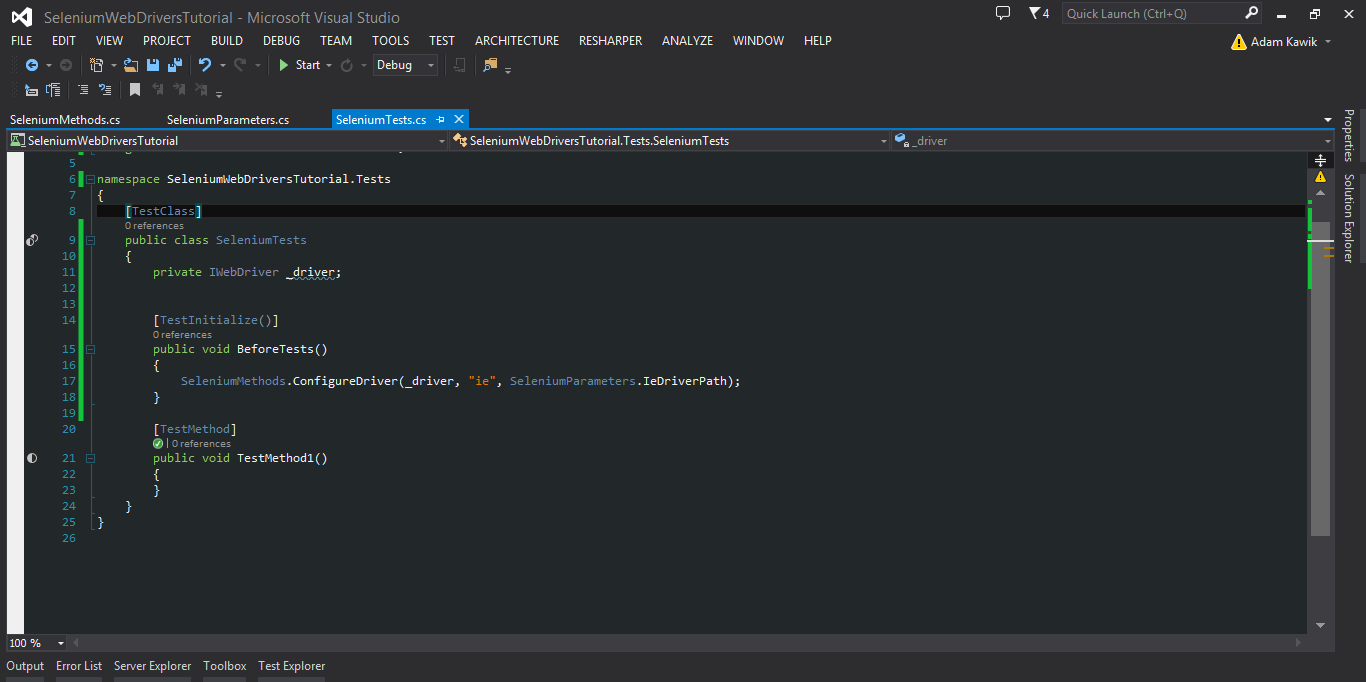 SeleniumWebDriversTutorial - Microsoft Visual Studio
4
Quick Launch (Ctrl+Q)
FILE EDIT VIEW PROJECT BUILD DEBUG TEAM TOOLS TEST ARCHITECTURE RESHARPER ANALYZE WINDOW HELP
Adam Kawik
Start Debug
SeleniumMethods.cs SeleniumParameters.cs SeleniumTests.cs
SeleniumWebDriversTutorial SeleniumWebDriversTutorial.Tests.SeleniumTests _driver
Properties
Solution Explorer
5
6 namespace SeleniumWebDriversTutorial.Tests
7 {
8 [TestClass]
0 references
9 public class SeleniumTests
10 {
11 private IWebDriver _driver;
12
13
14 [TestInitialize()]
0 references
15 public void BeforeTests()
16 {
17 SeleniumMethods.ConfigureDriver(_driver, "ie", SeleniumParameters.IeDriverPath);
18 }
19
20 [TestMethod]
| 0 references
21 public void TestMethod1()
22 {
23 }
24 }
25 }
26
100 %
Output Error List Server Explorer Toolbox Test Explorer